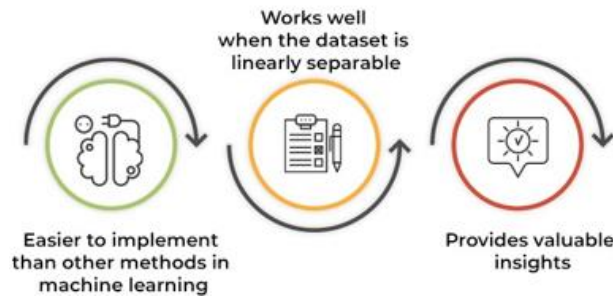 Easier to implement
than other methods in
machine learning
Works well
when the dataset is
linearly separable
Provides valuable
insights